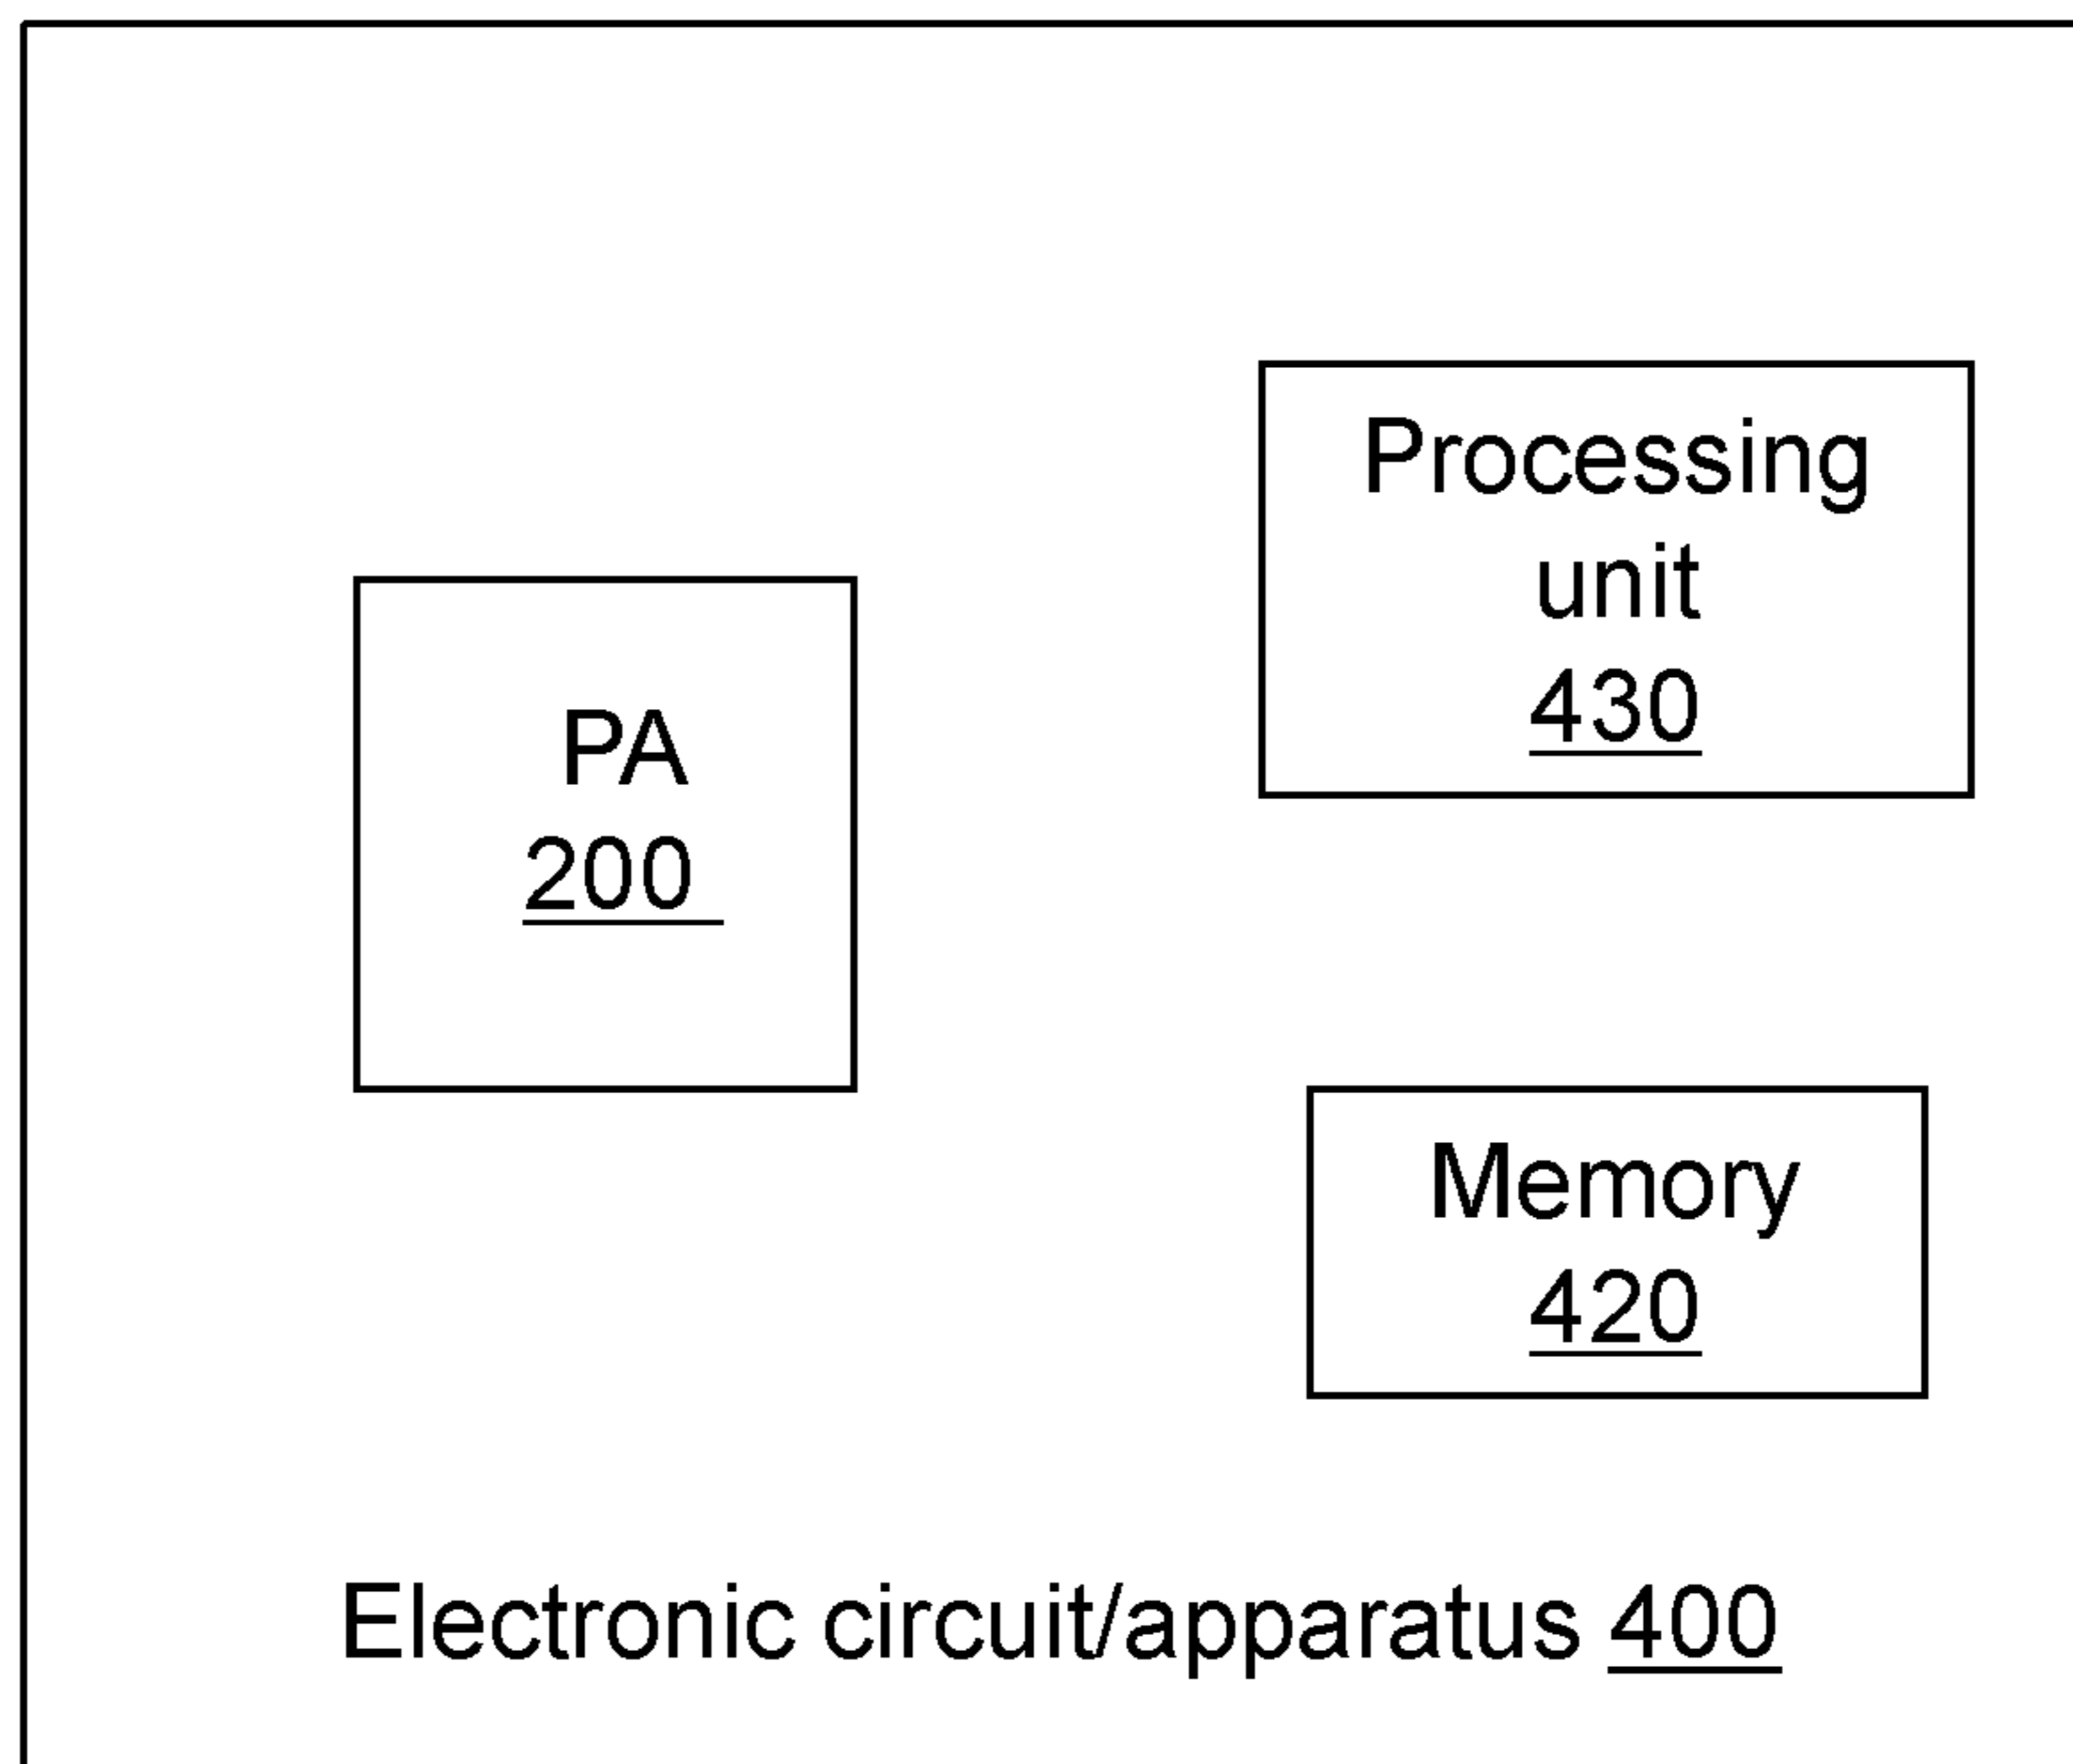 Processing
unit
430
PA
200
Memory
420
Electronic circuit/apparatus 400